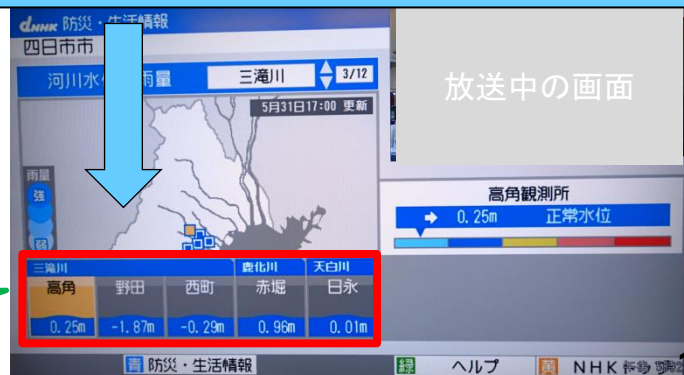 dNHK 防災・生活情報
四日市市
河川水 雨量 三滝川 3/12
5月31日17:00 更新
放送中の画面
雨量
強
弱
高角観測所
0.25m 正常水位
三滝川 鹿化川 天白川
高角 野田 西町 赤堀 日永
0.25m -1.87m -0.29m 0.96m 0.01m
青 防災・生活情報 緑 ヘルプ 黄 NHK